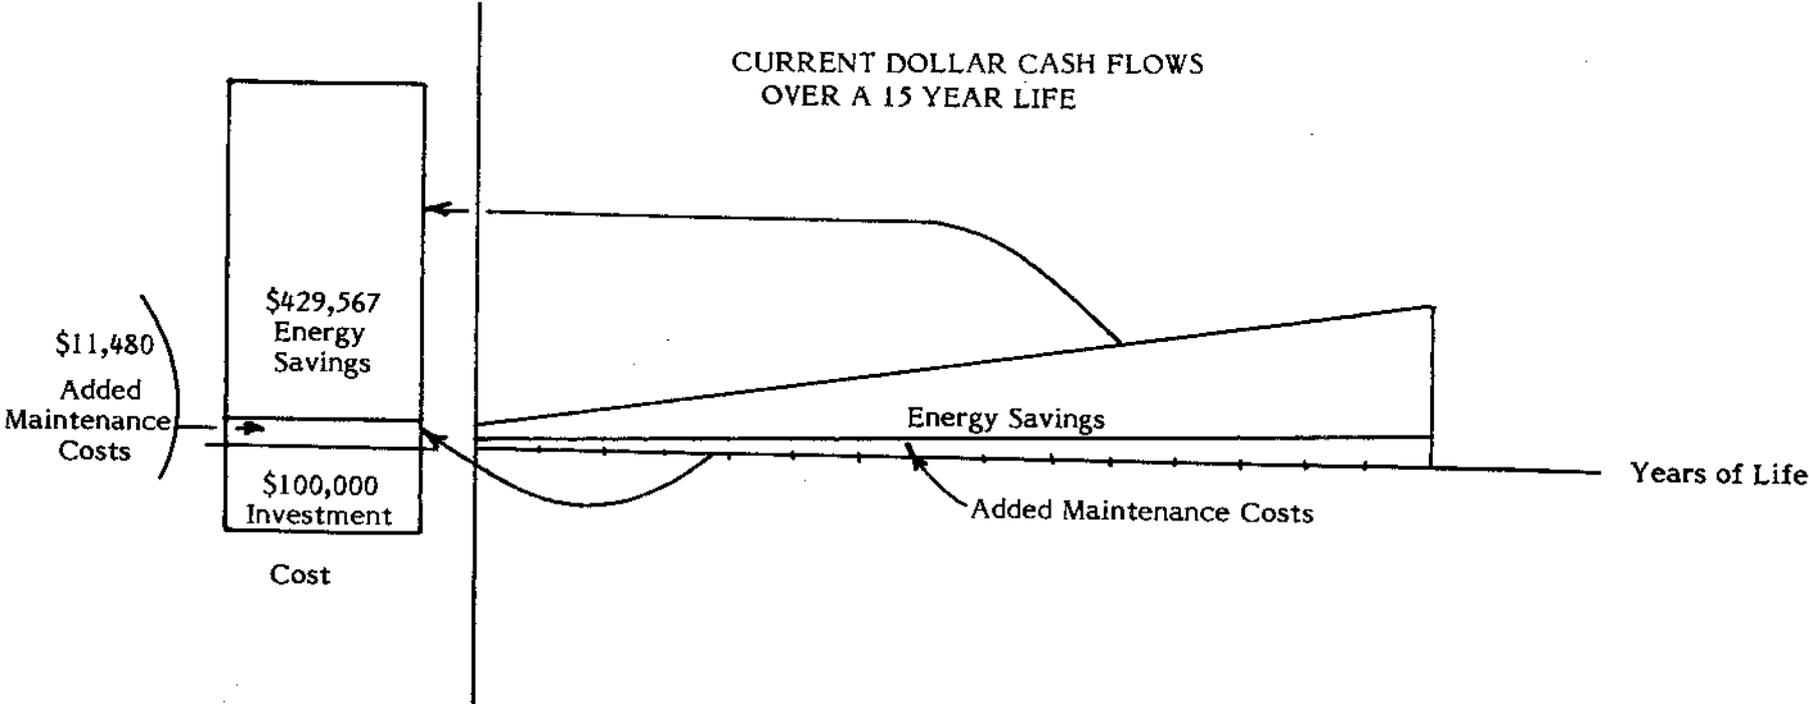 CURRENT DOLLAR CASH FLOWS
OVER A 15 YEAR LIFE
$429,567
Energy
Savings
$11,480
Added
Maintenance
Costs
$100,000
Investment
Cost
Energy Savings
Added Maintenance Costs
Years of Life